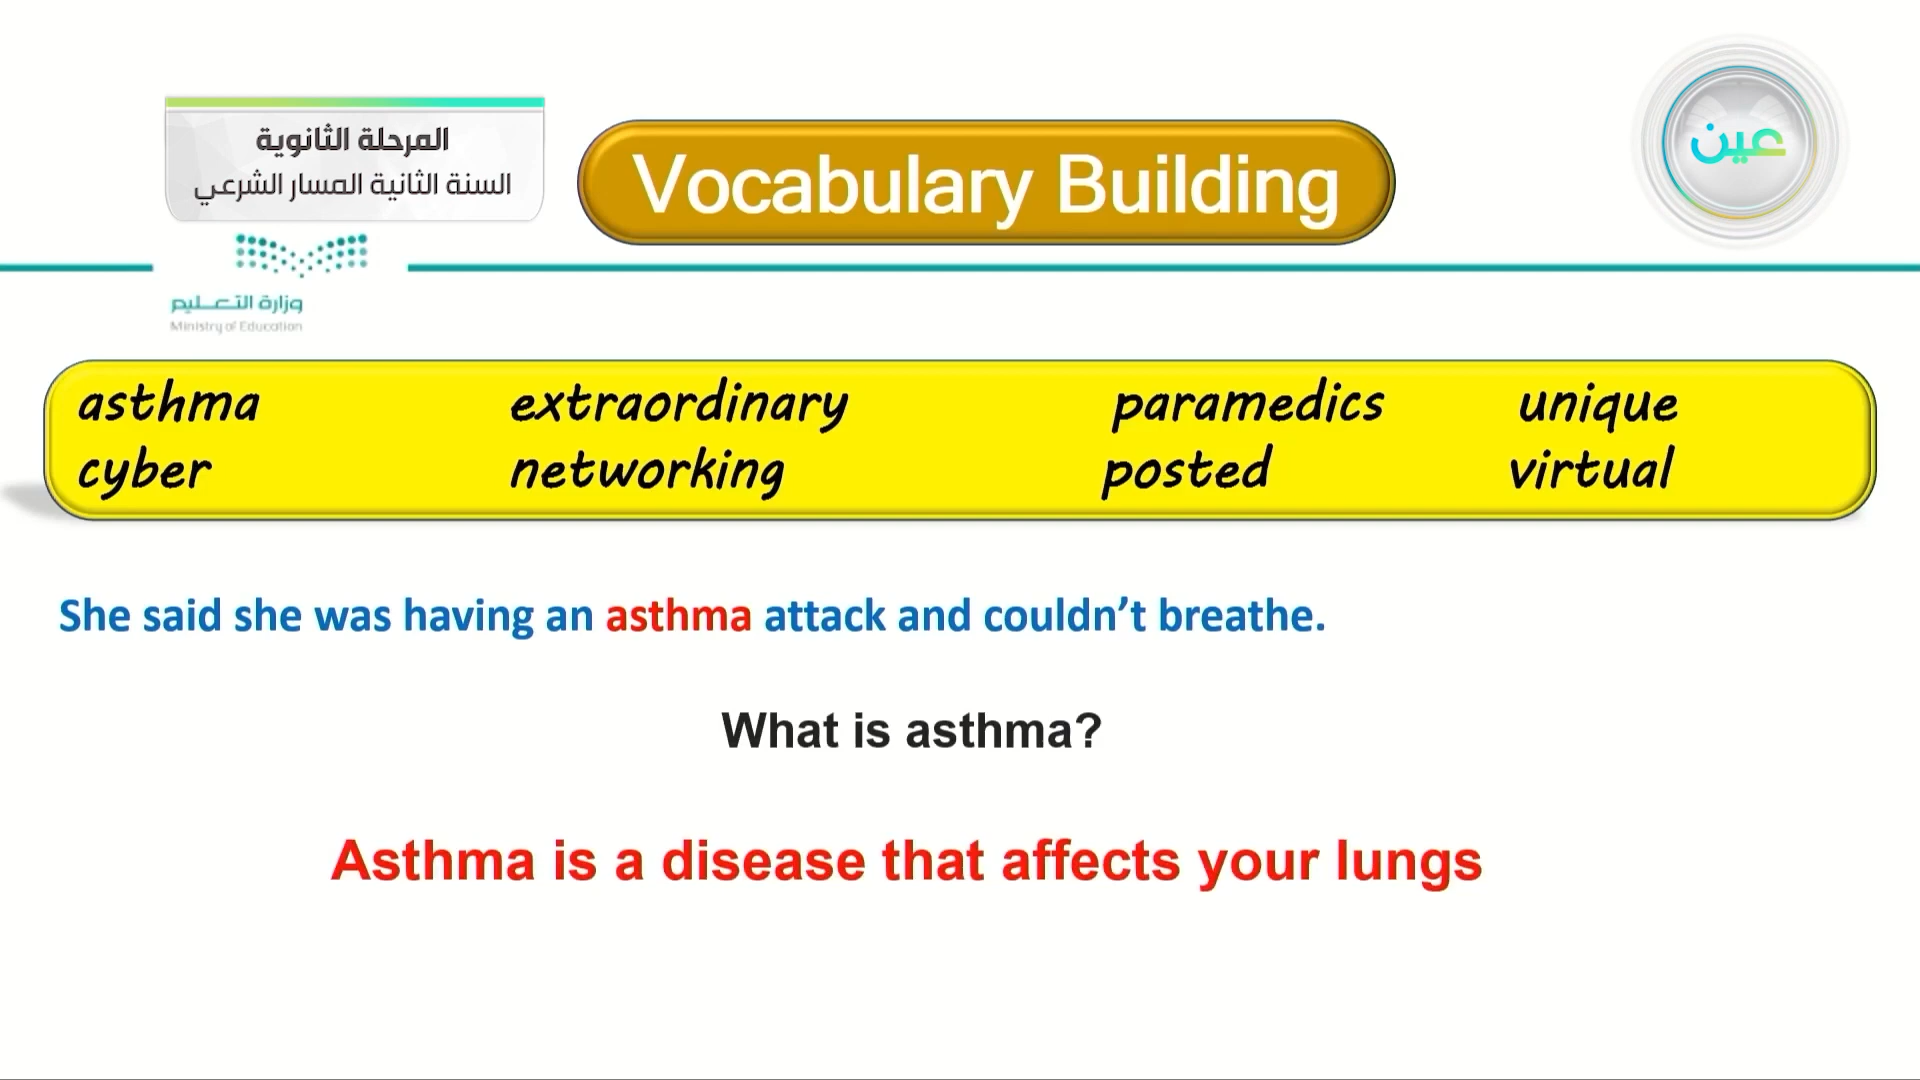 المرحلة الثانوية
السنة الثانية المسار الشرعي
Vocabulary Building
عين
وزارة التعليم
Ministry of Education
asthma extraordinary paramedics unique
cyber networking posted virtual
She said she was having an asthma attack and couldn’t breathe.
What is asthma?
Asthma is a disease that affects your lungs